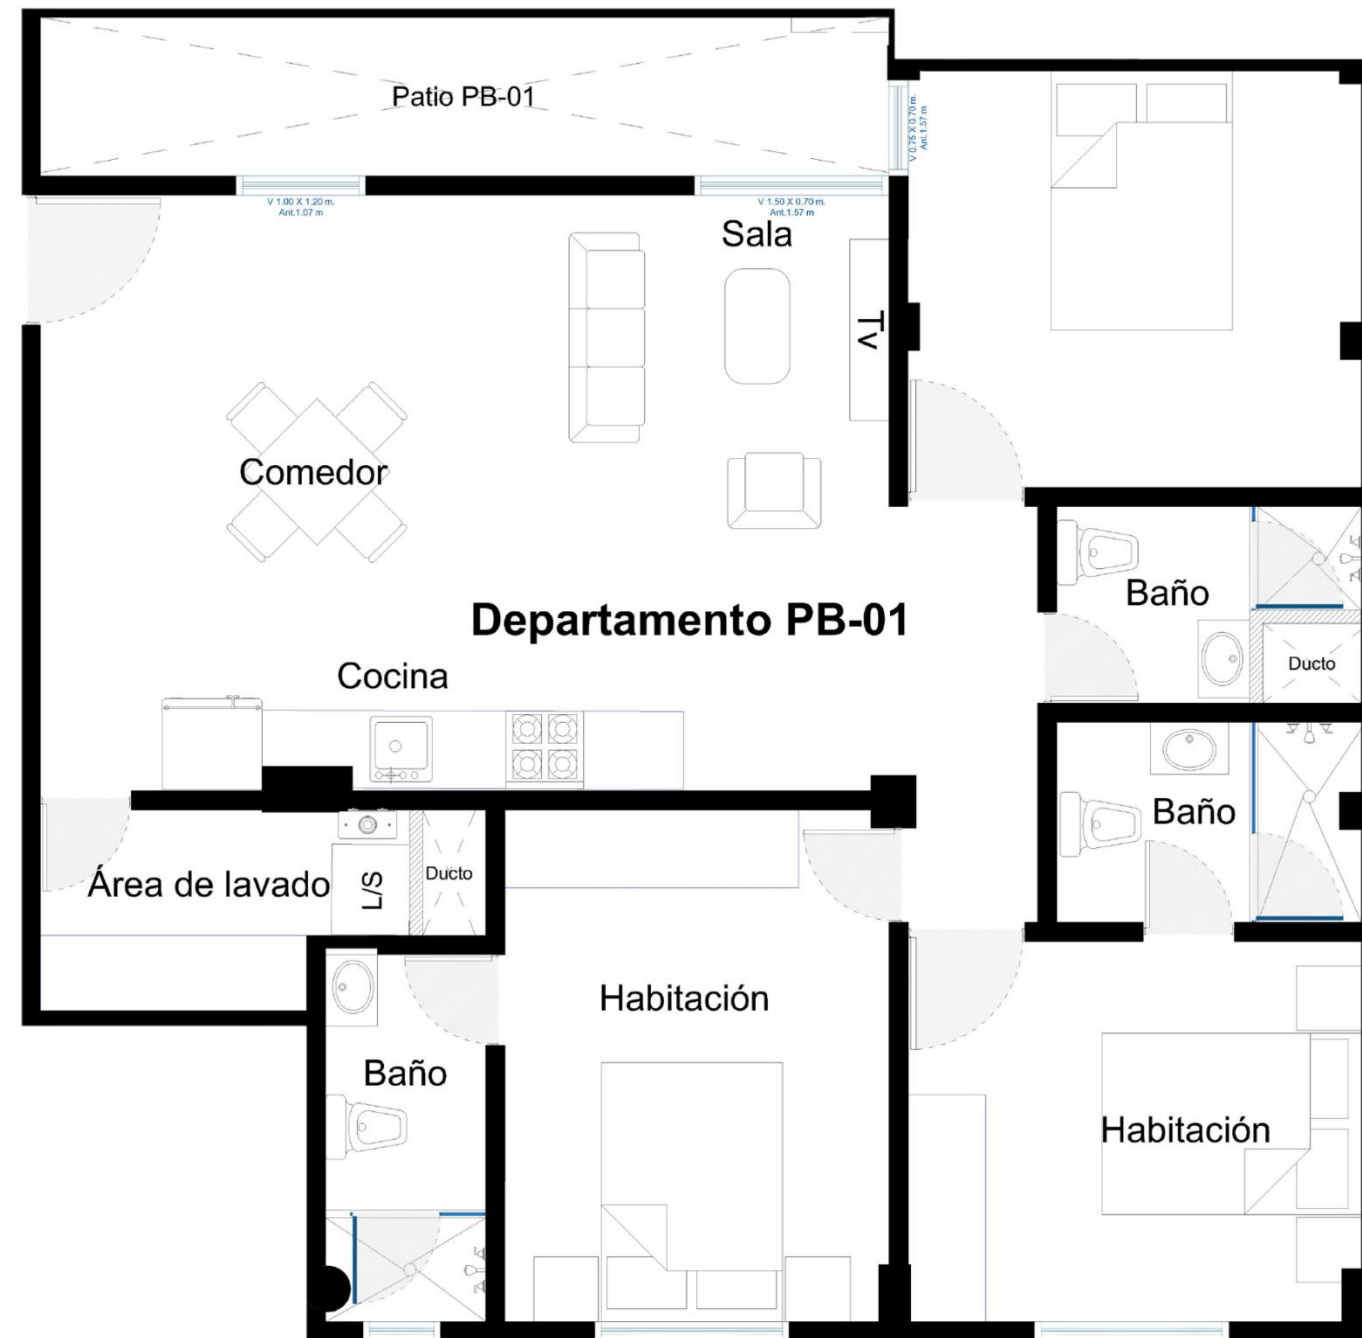 Patio PB-01
V 0.75 X 0.70 m.
Ant.1.57 m
V 1.00 X 1.20 m.
Ant.1.07 m
V 1.50 X 0.70 m.
Ant.1.57 m
Sala
Tv
Comedor
Baño
Departamento PB-01
Ducto
Cocina
Baño
Área de lavado
L/S
Ducto
Habitación
Baño
Habitación